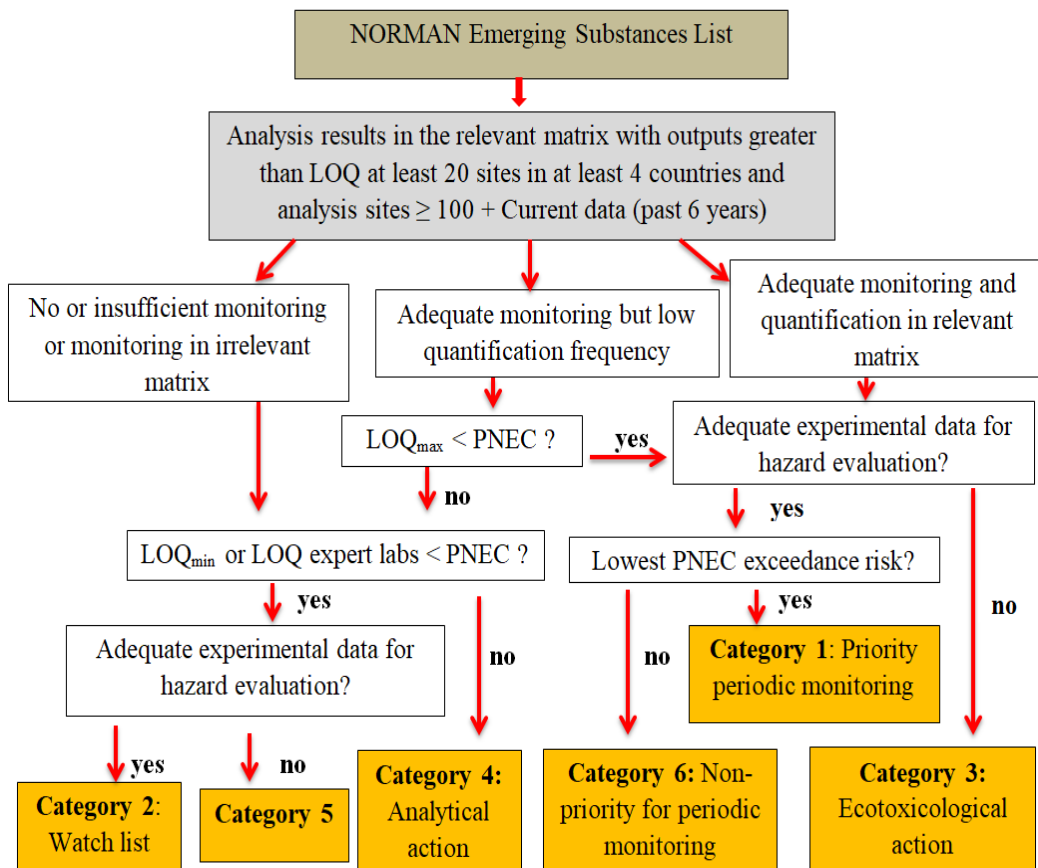 NORMAN Emerging Substances List
Analysis results in the relevant matrix with outputs greater
than LOQ at least 20 sites in at least 4 countries and
analysis sites ≥ 100 + Current data (past 6 years)
No or insufficient monitoring
or monitoring in irrelevant
matrix
Adequate monitoring but low
quantification frequency
Adequate monitoring and
quantification in relevant
matrix
LOQmax < PNEC ?
yes
no
Adequate experimental data for
hazard evaluation?
yes
no
LOQmin or LOQ expert labs < PNEC ?
yes
no
Lowest PNEC exceedance risk?
yes
no
Adequate experimental data for
hazard evaluation?
yes
no
Category 1: Priority
periodic monitoring
Category 2:
Watch list
Category 5
Category 4:
Analytical
action
Category 6: Non-
priority for periodic
monitoring
Category 3:
Ecotoxicological
action